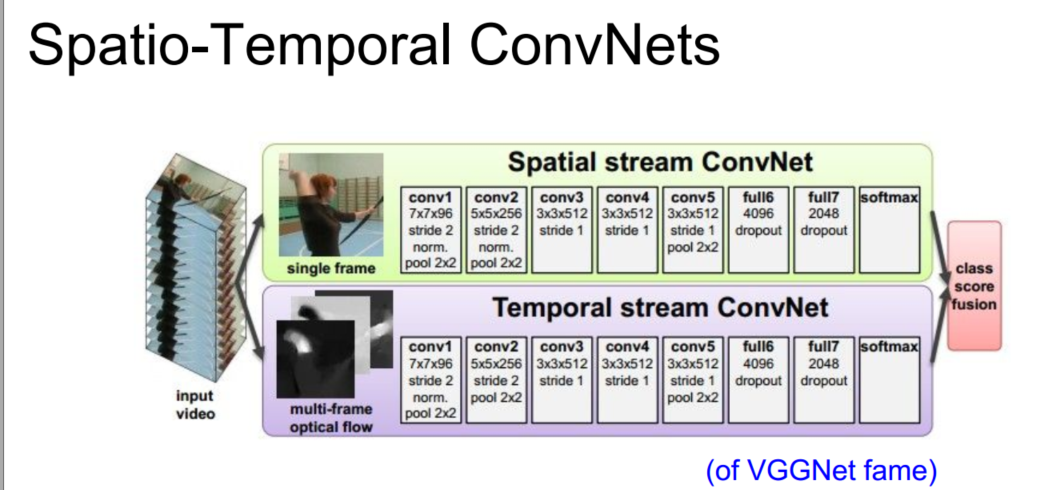 Spatio-Temporal ConvNets
Spatial stream ConvNet
conv1
7x7x96
stride 2
norm.
pool 2x2
conv2
5x5x256
stride 2
norm.
pool 2x2
conv3
3x3x512
stride 1
conv4
3x3x512
stride 1
conv5
3x3x512
stride 1
pool 2x2
full6
4096
dropout
full7
2048
dropout
softmax
single frame
Temporal stream ConvNet
conv1
7x7x96
stride 2
norm.
pool 2x2
conv2
5x5x256
stride 2
pool 2x2
conv3
3x3x512
stride 1
conv4
3x3x512
stride 1
conv5
3x3x512
stride 1
pool 2x2
full6
4096
dropout
full7
2048
dropout
softmax
multi-frame
optical flow
input
video
class
score
fusion
(of VGGNet fame)